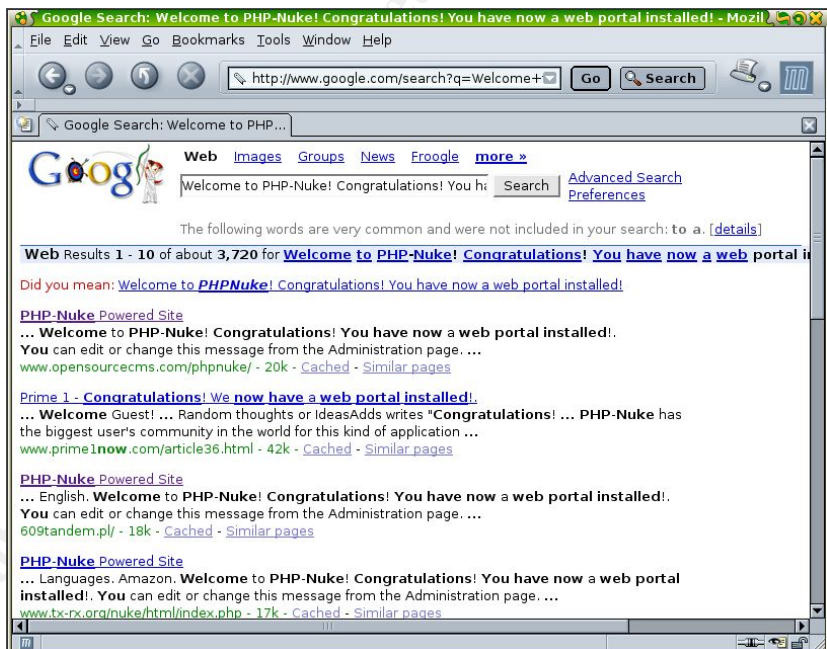 Google Search: Welcome to PHP-Nuke! Congratulations! You have now a web portal installed! - Mozil
File Edit View Go Bookmarks Tools Window Help
http://www.google.com/search?q=Welcome+ Go Search
Google Search: Welcome to PHP...
Google
Web Images Groups News Froogle more »
Welcome to PHP-Nuke! Congratulations! You ha Search Advanced Search
Preferences
The following words are very common and were not included in your search: to a. [details]
Web Results 1 - 10 of about 3,720 for Welcome to PHP-Nuke! Congratulations! You have now a web portal in
Did you mean: Welcome to PHPNuke! Congratulations! You have now a web portal installed!
PHP-Nuke Powered Site
... Welcome to PHP-Nuke! Congratulations! You have now a web portal installed!.
You can edit or change this message from the Administration page. ...
www.opensourcecms.com/phpnuke/ - 20k - Cached - Similar pages
Prime 1 - Congratulations! We now have a web portal installed!.
... Welcome Guest! ... Random thoughts or IdeasAdds writes "Congratulations! ... PHP-Nuke has
the biggest user's community in the world for this kind of application ...
www.prime1now.com/article36.html - 42k - Cached - Similar pages
PHP-Nuke Powered Site
... English. Welcome to PHP-Nuke! Congratulations! You have now a web portal installed!.
You can edit or change this message from the Administration page. ...
609tandem.pl/ - 18k - Cached - Similar pages
PHP-Nuke Powered Site
... Languages. Amazon. Welcome to PHP-Nuke! Congratulations! You have now a web portal
installed!. You can edit or change this message from the Administration page. ...
www.tx-rx.org/nuke/html/index.php - 17k - Cached - Similar pages